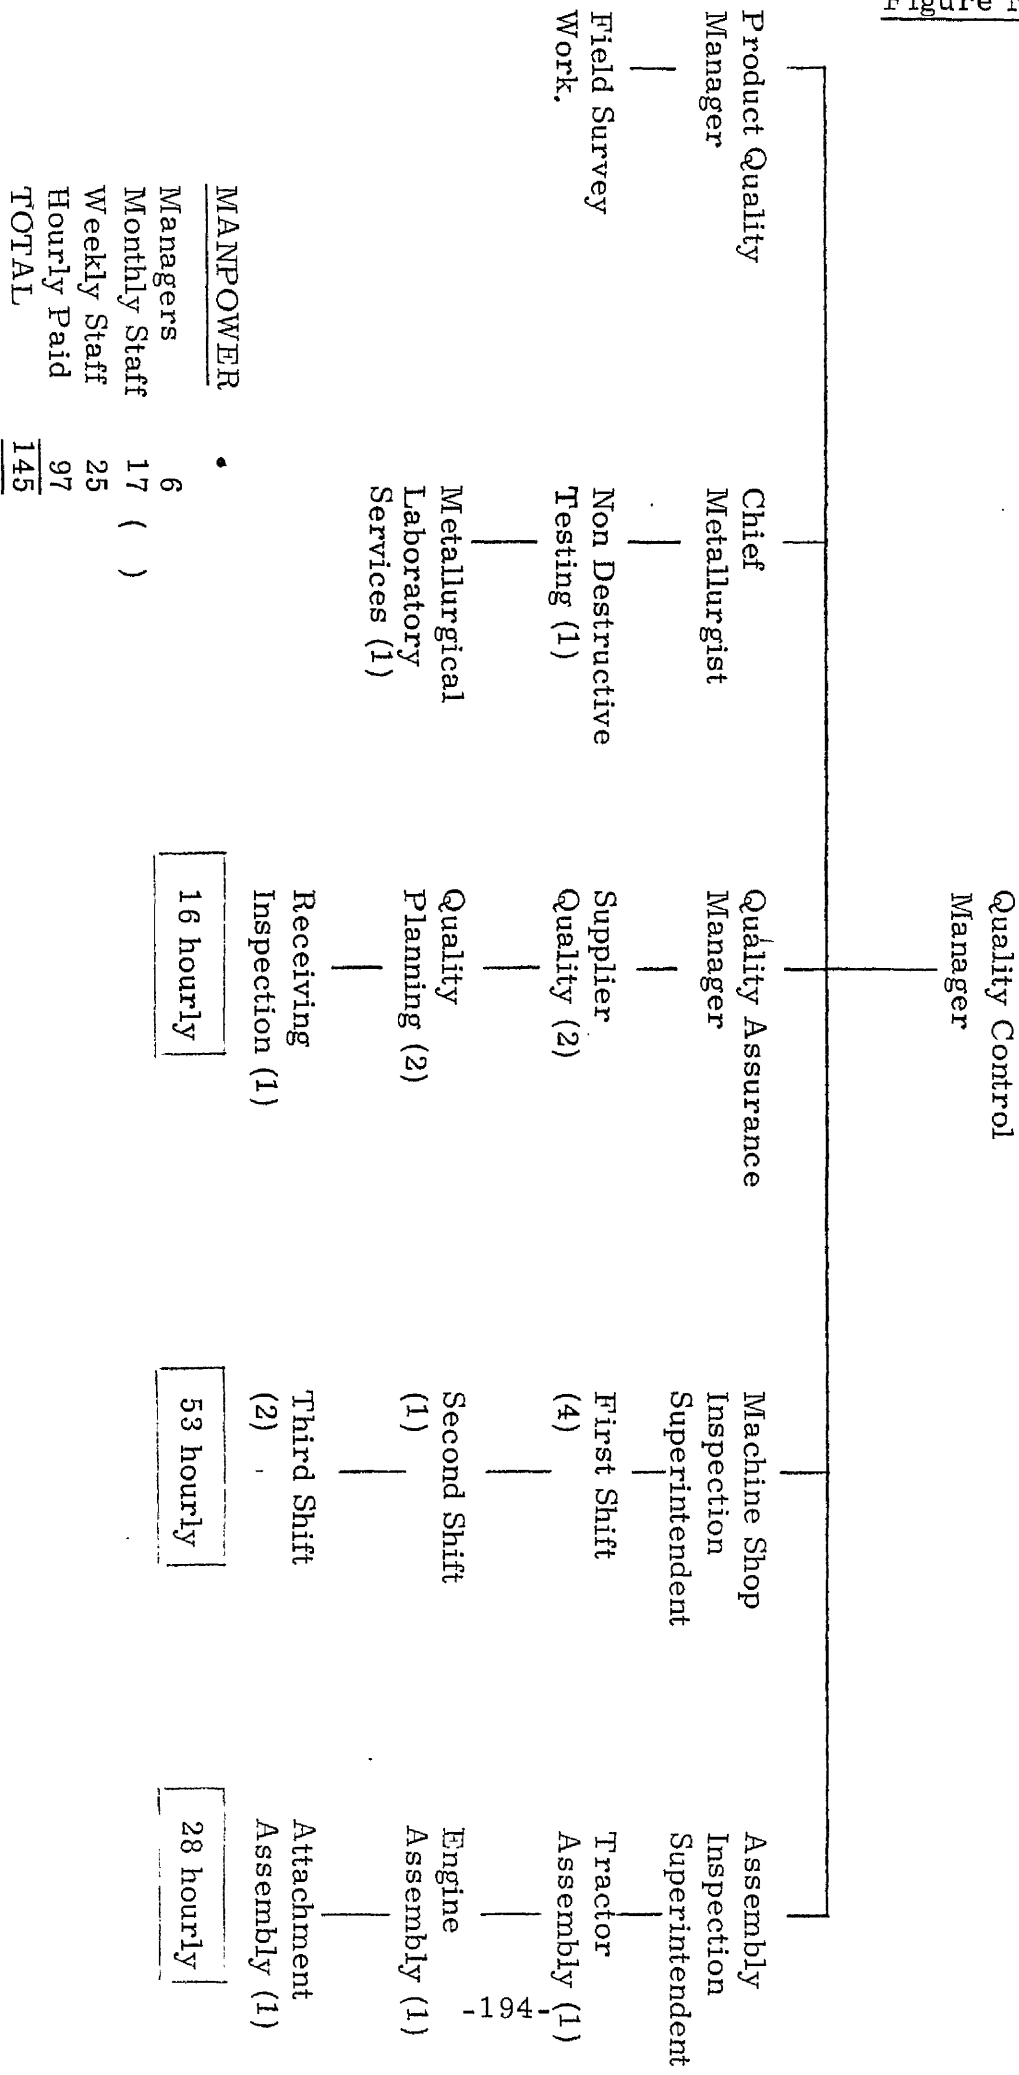 Quality Control
Manager
Product Quality
Manager
Field Survey
Work.
Chief
Metallurgist
Non Destructive
Testing (1)
Metallurgical
Laboratory
Services (1)
Quality Assurance
Manager
Supplier
Quality (2)
Quality
Planning (2)
Receiving
Inspection (1)
16 hourly
Machine Shop
Inspection
Superintendent
First Shift
(4)
Second Shift
(1)
Third Shift
(2)
53 hourly
Assembly
Inspection
Superintendent
Tractor
Assembly (1)
Engine
Assembly (1)
Attachment
Assembly (1)
28 hourly
MANPOWER
Managers 6
Monthly Staff 17 ( )
Weekly Staff 25
Hourly Paid 97
TOTAL 145
-194-